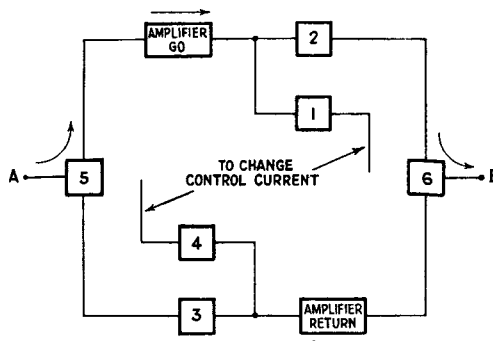 AMPLIFIER
GO
2
1
A
5
TO CHANGE
CONTROL CURRENT
6
4
3
AMPLIFIER
RETURN